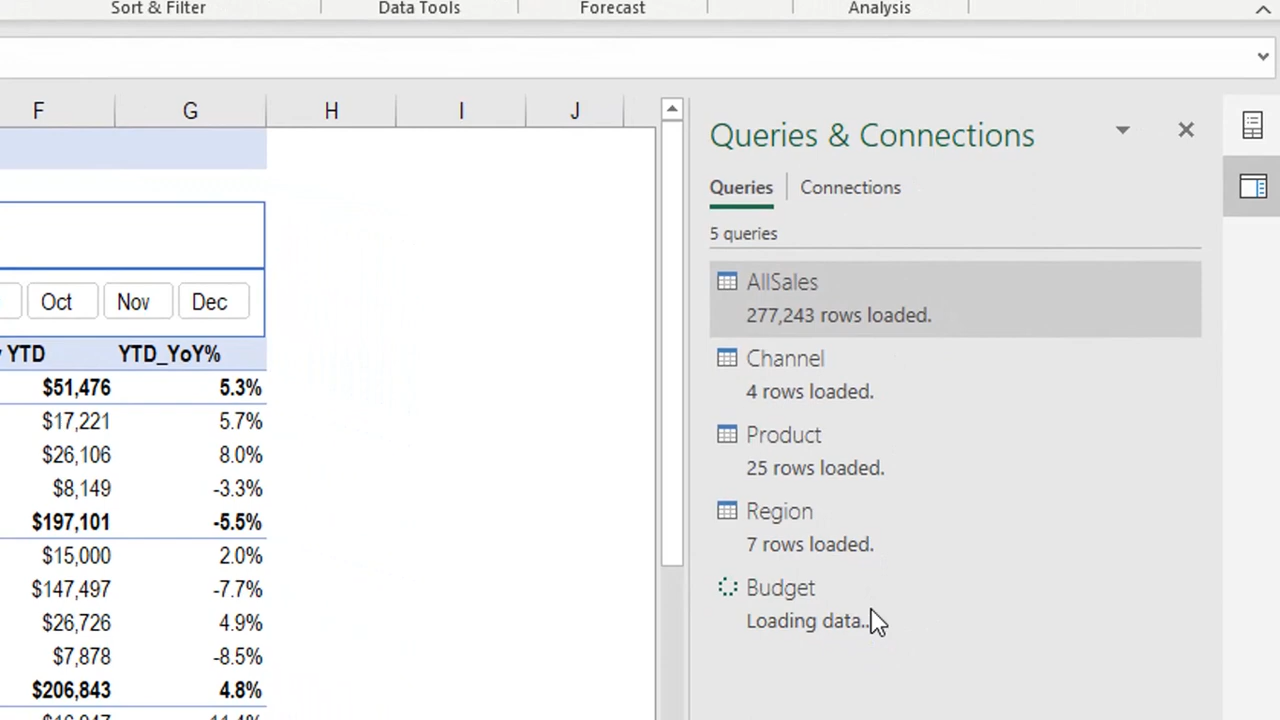 Sort & Filter Data Tools Forecast Analysis
F G H I J
Queries & Connections
Queries Connections
5 queries
AllSales
277,243 rows loaded.
Channel
4 rows loaded.
Product
25 rows loaded.
Region
7 rows loaded.
Budget
Loading data..
Oct Nov Dec
YTD YTD_YoY%
$51,476 5.3%
$17,221 5.7%
$26,106 8.0%
$8,149 -3.3%
$197,101 -5.5%
$15,000 2.0%
$147,497 -7.7%
$26,726 4.9%
$7,878 -8.5%
$206,843 4.8%